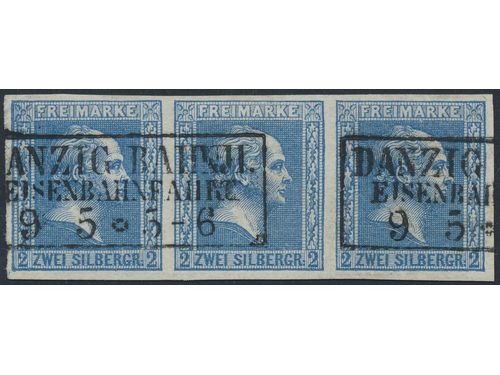 FREIMARKE FREIMARKE FREIMARKE
ANZIG BAHNH. DANZIG
EISENBAHNFAHRT EISENBAH
9 5 * 5-6 9 5 *
2 ZWEI SILBERGR. 2 2 ZWEI SILBERGR. 2 2 ZWEI SILBERGR. 2